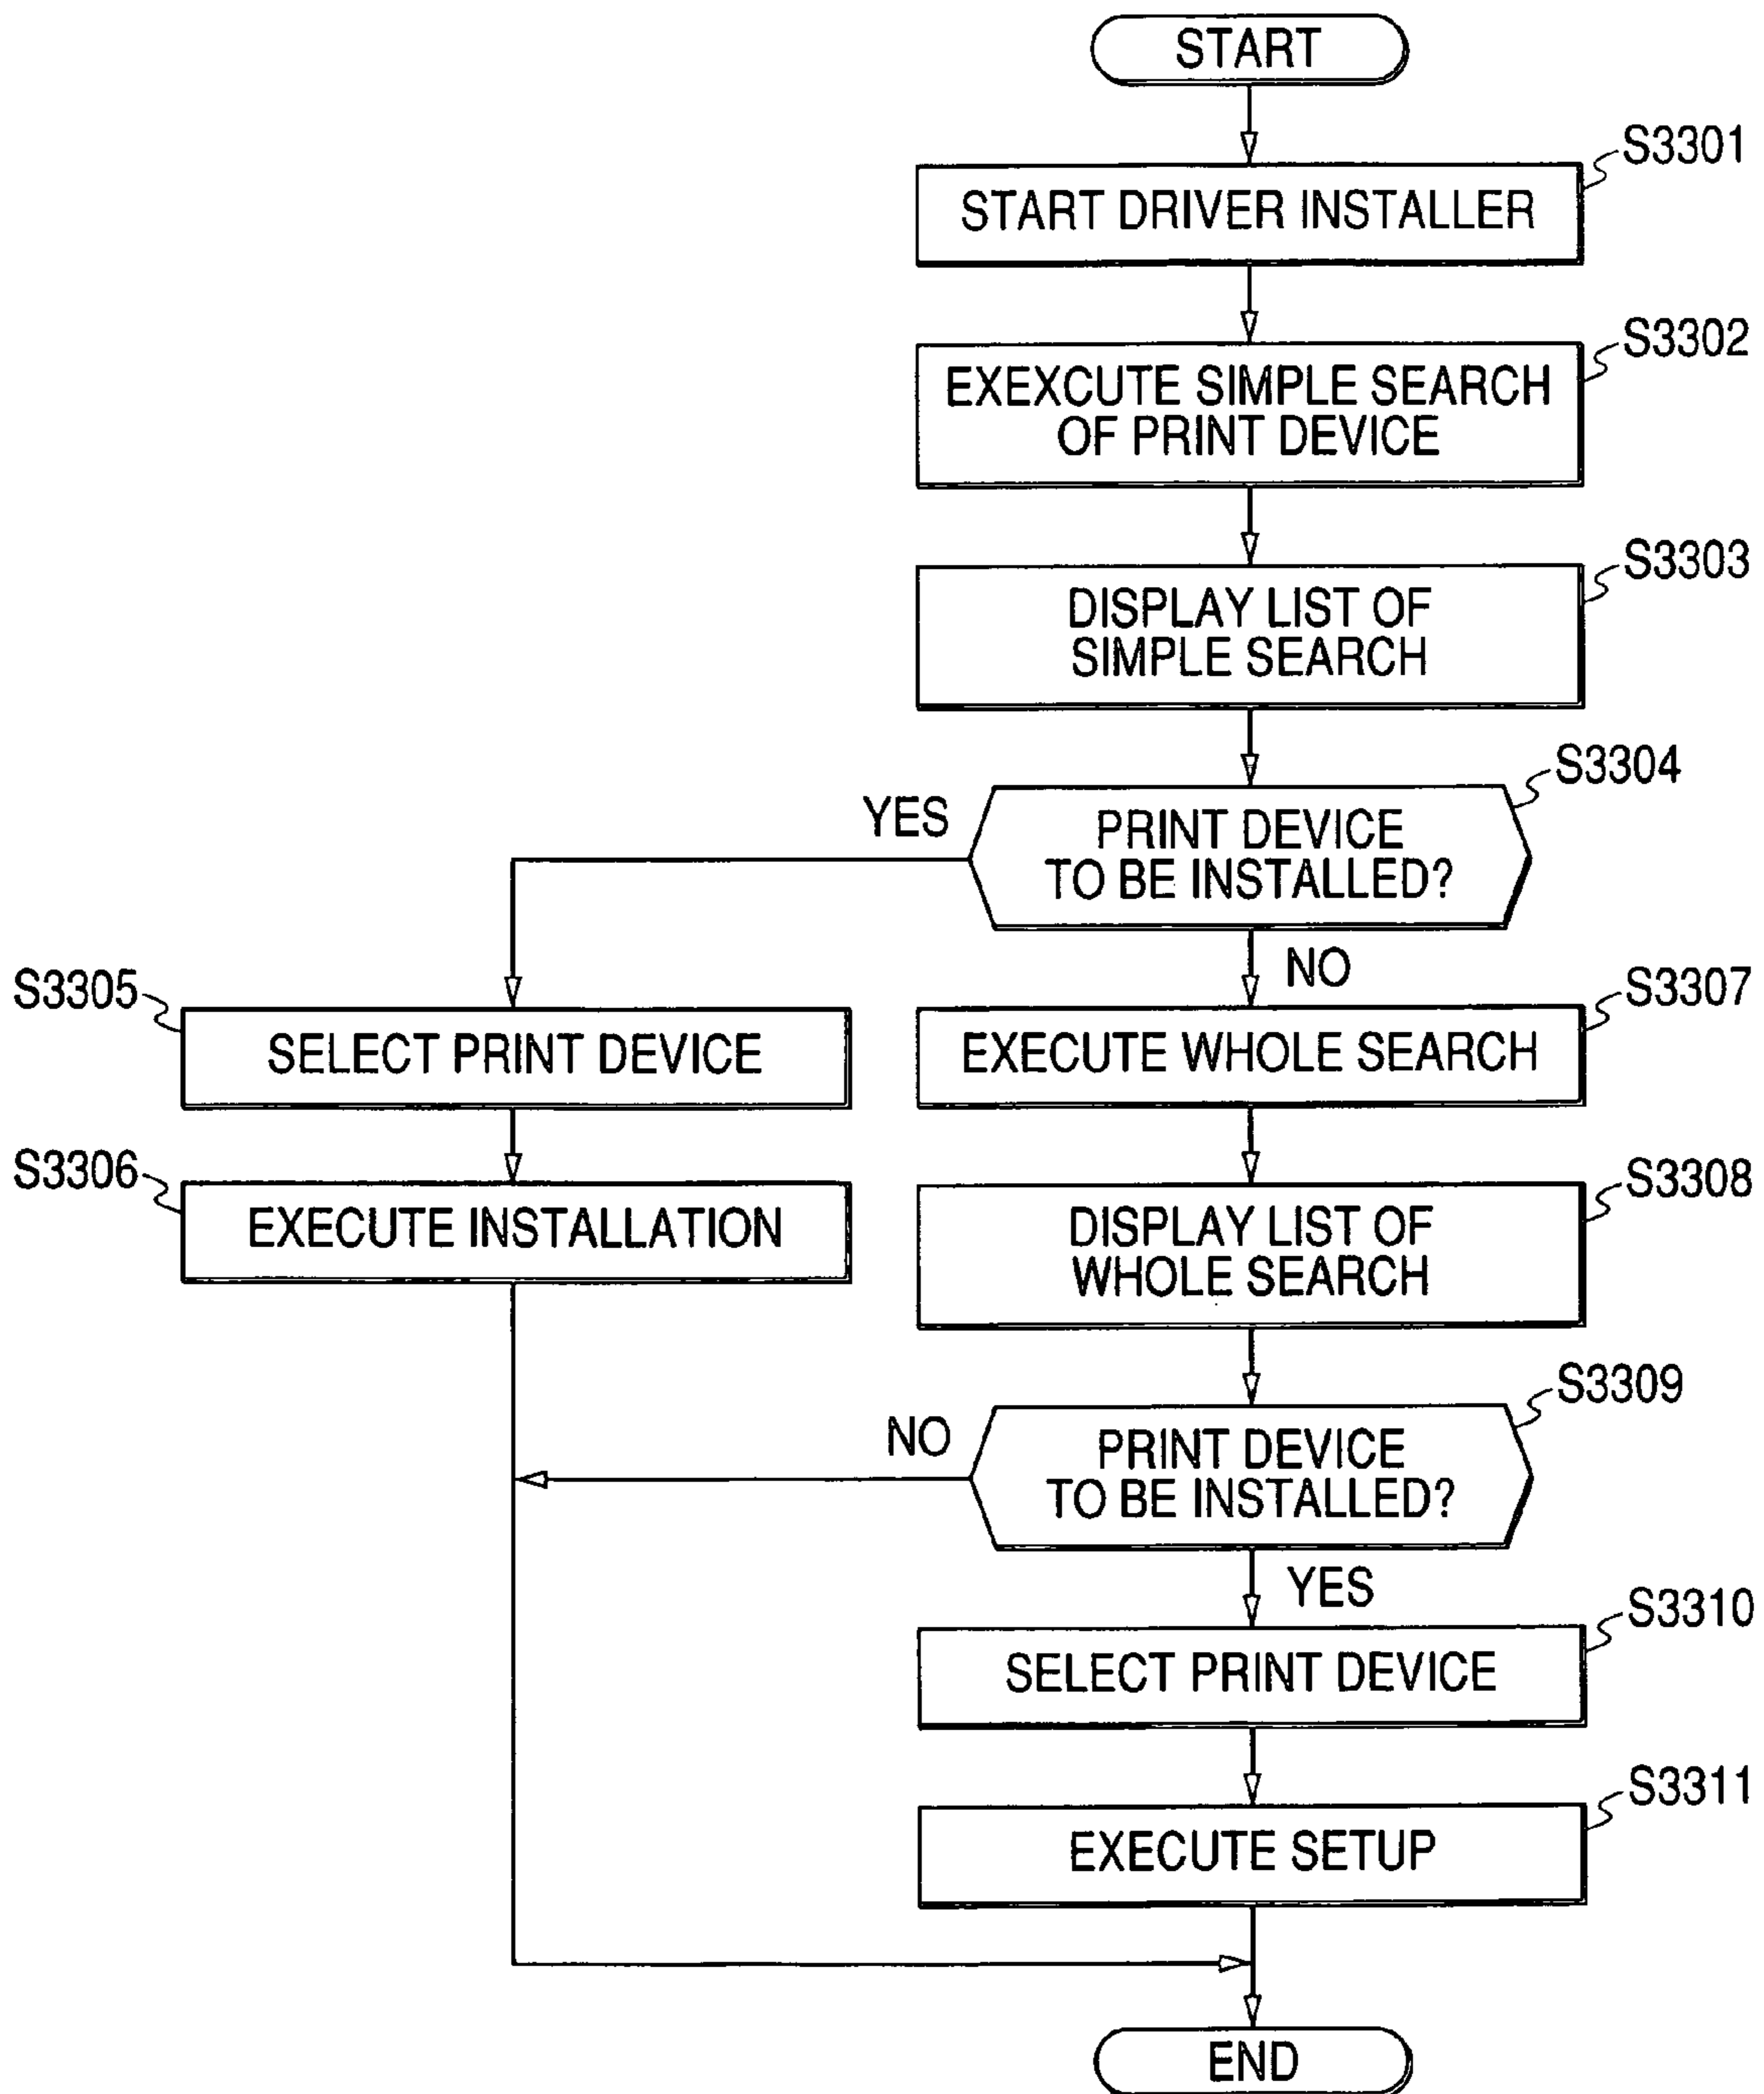 START
S3301
START DRIVER INSTALLER
S3302
EXEXCUTE SIMPLE SEARCH
OF PRINT DEVICE
S3303
DISPLAY LIST OF
SIMPLE SEARCH
S3304
PRINT DEVICE
TO BE INSTALLED?
YES
NO
S3305
SELECT PRINT DEVICE
S3306
EXECUTE INSTALLATION
S3307
EXECUTE WHOLE SEARCH
S3308
DISPLAY LIST OF
WHOLE SEARCH
S3309
PRINT DEVICE
TO BE INSTALLED?
NO
YES
S3310
SELECT PRINT DEVICE
S3311
EXECUTE SETUP
END